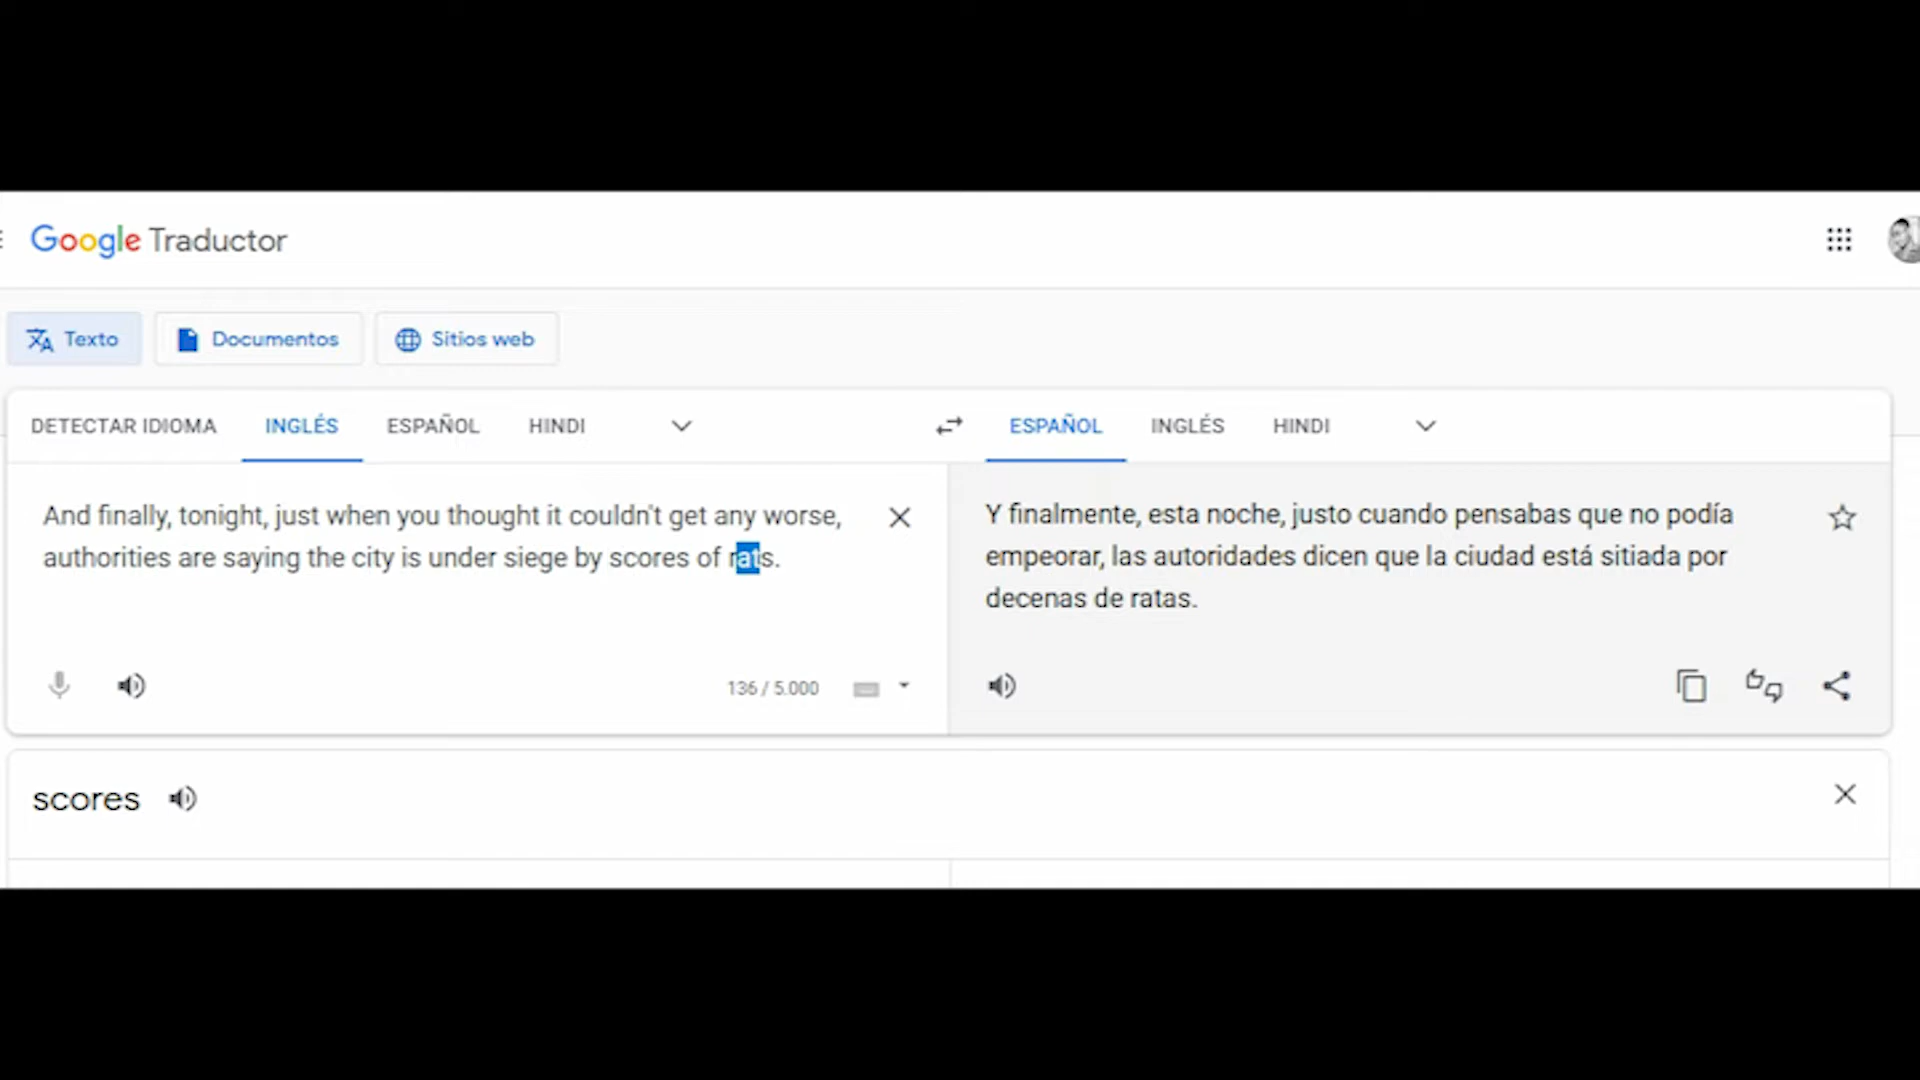 Google Traductor
Texto
Documentos
Sitios web
DETECTAR IDIOMA
INGLÉS
ESPAÑOL
HINDI
ESPAÑOL
INGLÉS
HINDI
And finally, tonight, just when you thought it couldn't get any worse,
authorities are saying the city is under siege by scores of rats.
136 / 5.000
Y finalmente, esta noche, justo cuando pensabas que no podía
empeorar, las autoridades dicen que la ciudad está sitiada por
decenas de ratas.
scores